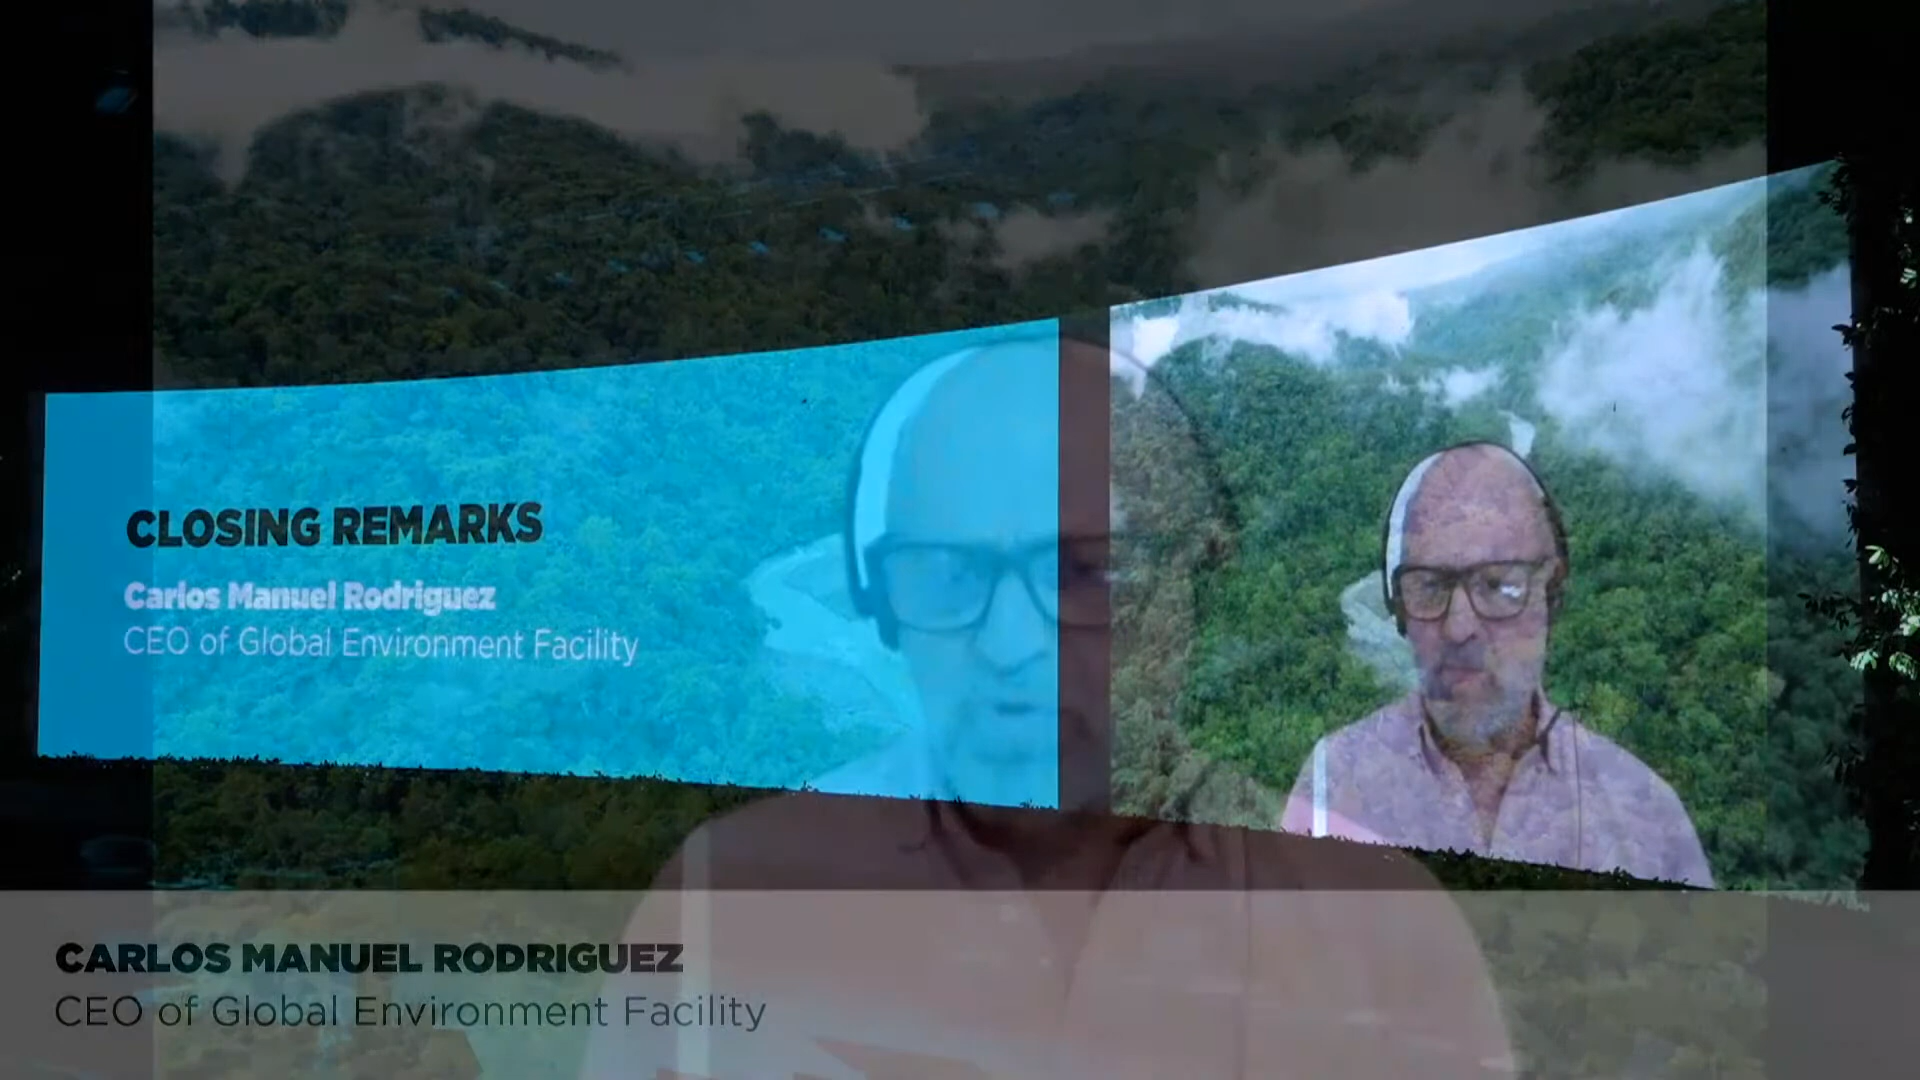 CLOSING REMARKS
Carlos Manuel Rodriguez
CEO of Global Environment Facility
CARLOS MANUEL RODRIGUEZ
CEO of Global Environment Facility